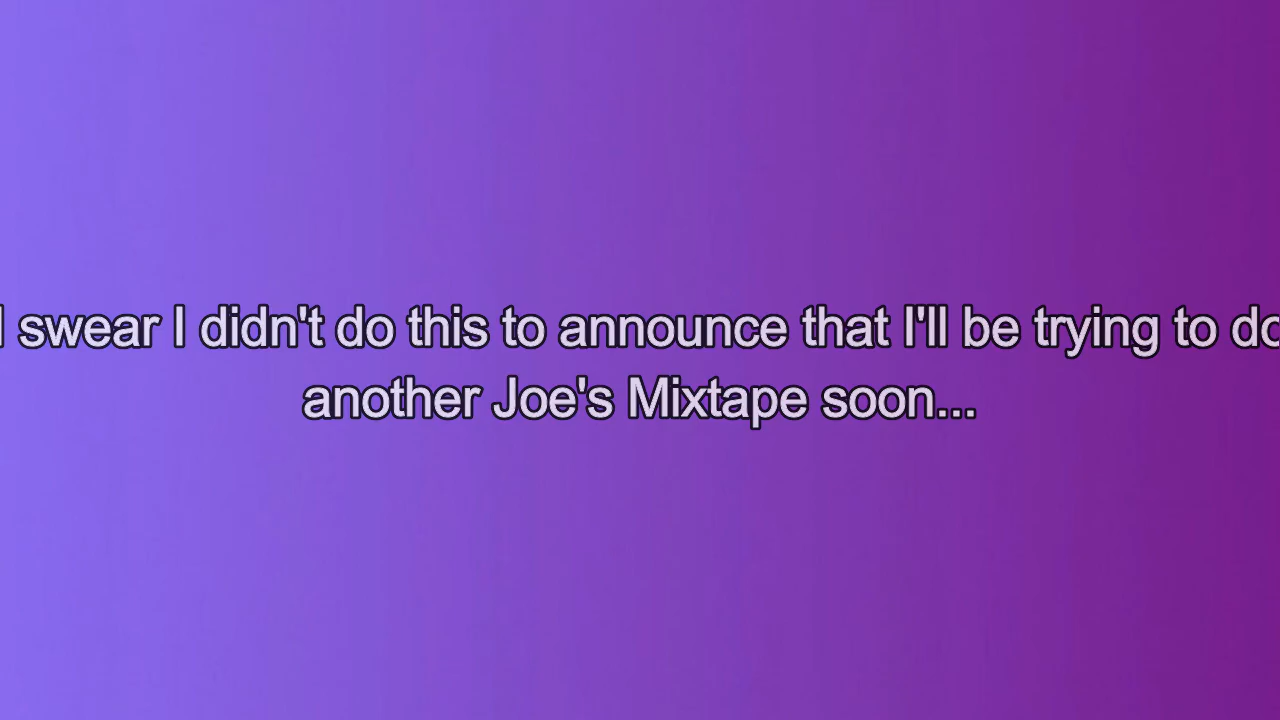 I swear I didn't do this to announce that I'll be trying to do
another Joe's Mixtape soon...